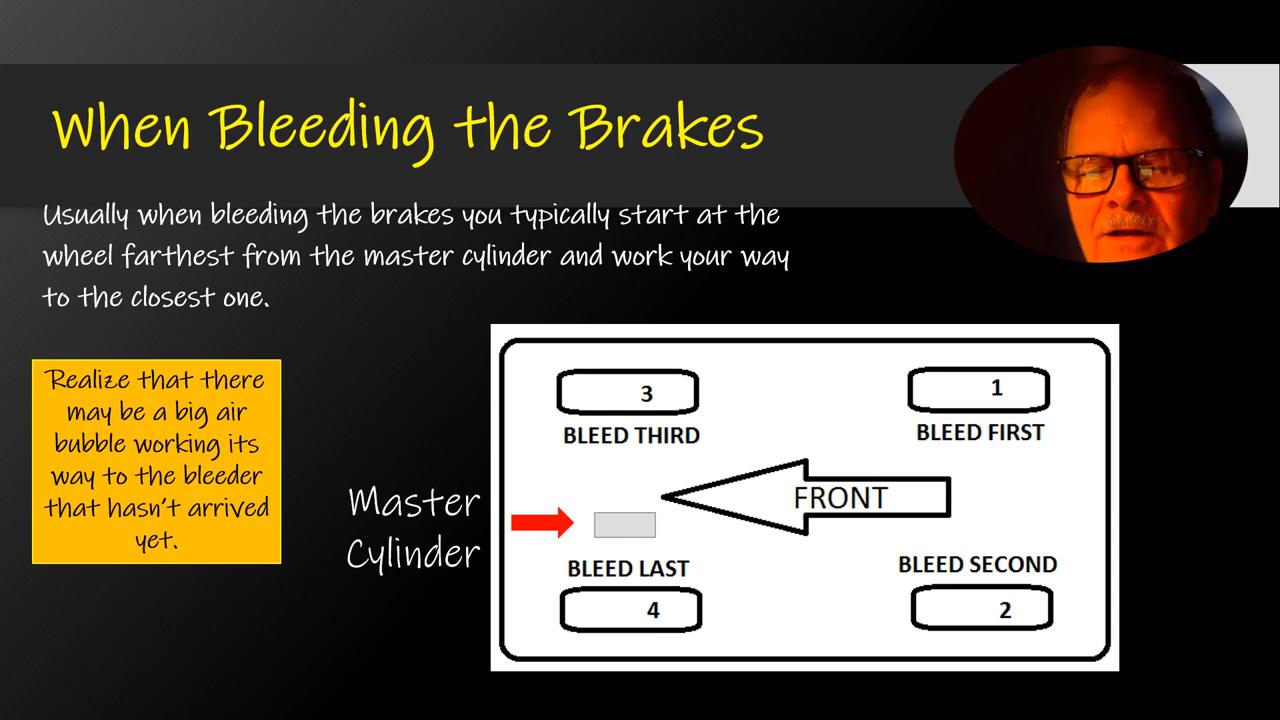 When Bleeding the Brakes
Usually when bleeding the brakes you typically start at the
wheel farthest from the master cylinder and work your way
to the closest one.
Realize that there
may be a big air
bubble working its
way to the bleeder
that hasn't arrived
yet.
Master
Cylinder
3
BLEED THIRD
1
BLEED FIRST
FRONT
BLEED LAST
4
BLEED SECOND
2